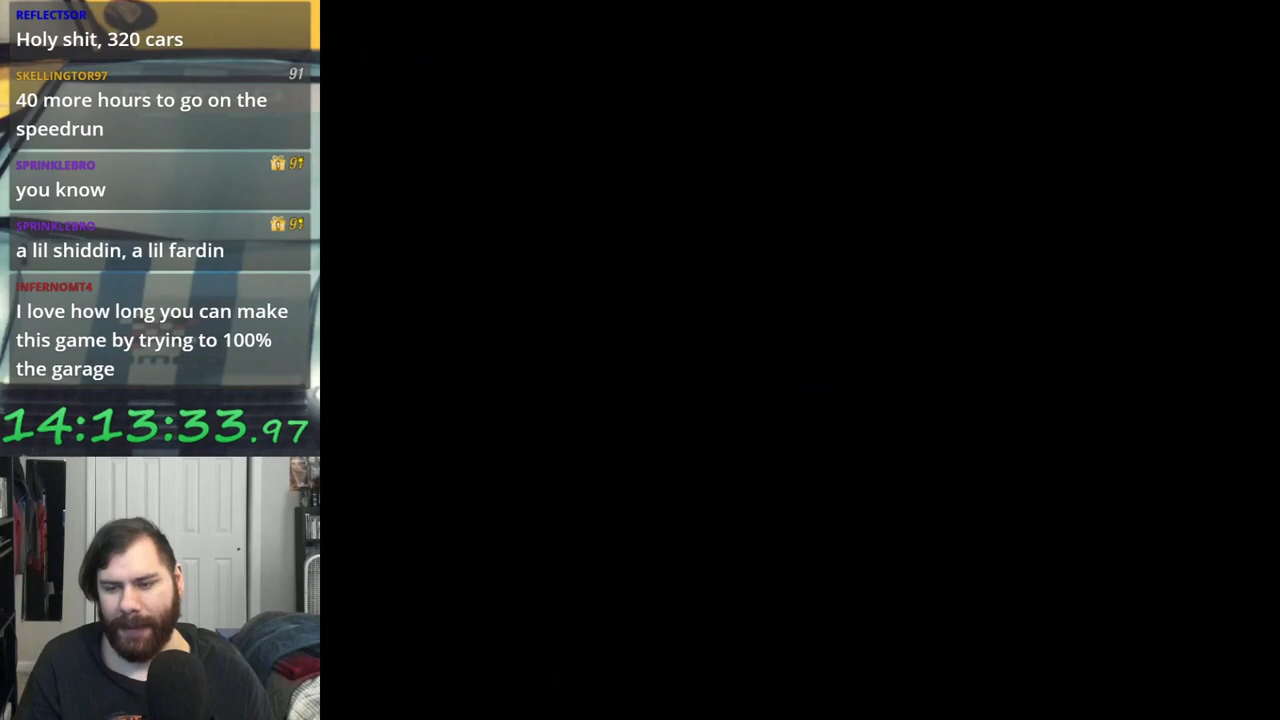 REFLECTSOR
Holy shit, 320 cars
SKELLINGTOR97
91
40 more hours to go on the
speedrun
SPRINKLEBRO
91
you know
SPRINKLEBRO
91
a lil shiddin, a lil fardin
INFERNOMT4
I love how long you can make
this game by trying to 100%
the garage
14:13:33.97